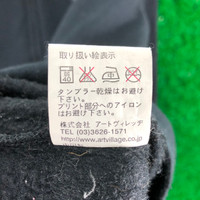 取り扱い絵表示
40
タンブラー乾燥はお避け
下さい。
プリント部分へのアイロン
はお避け下さい。
株式会社 アートヴィレッヂ
TEL (03)3626-1571
http://www.artvillage.co.jp